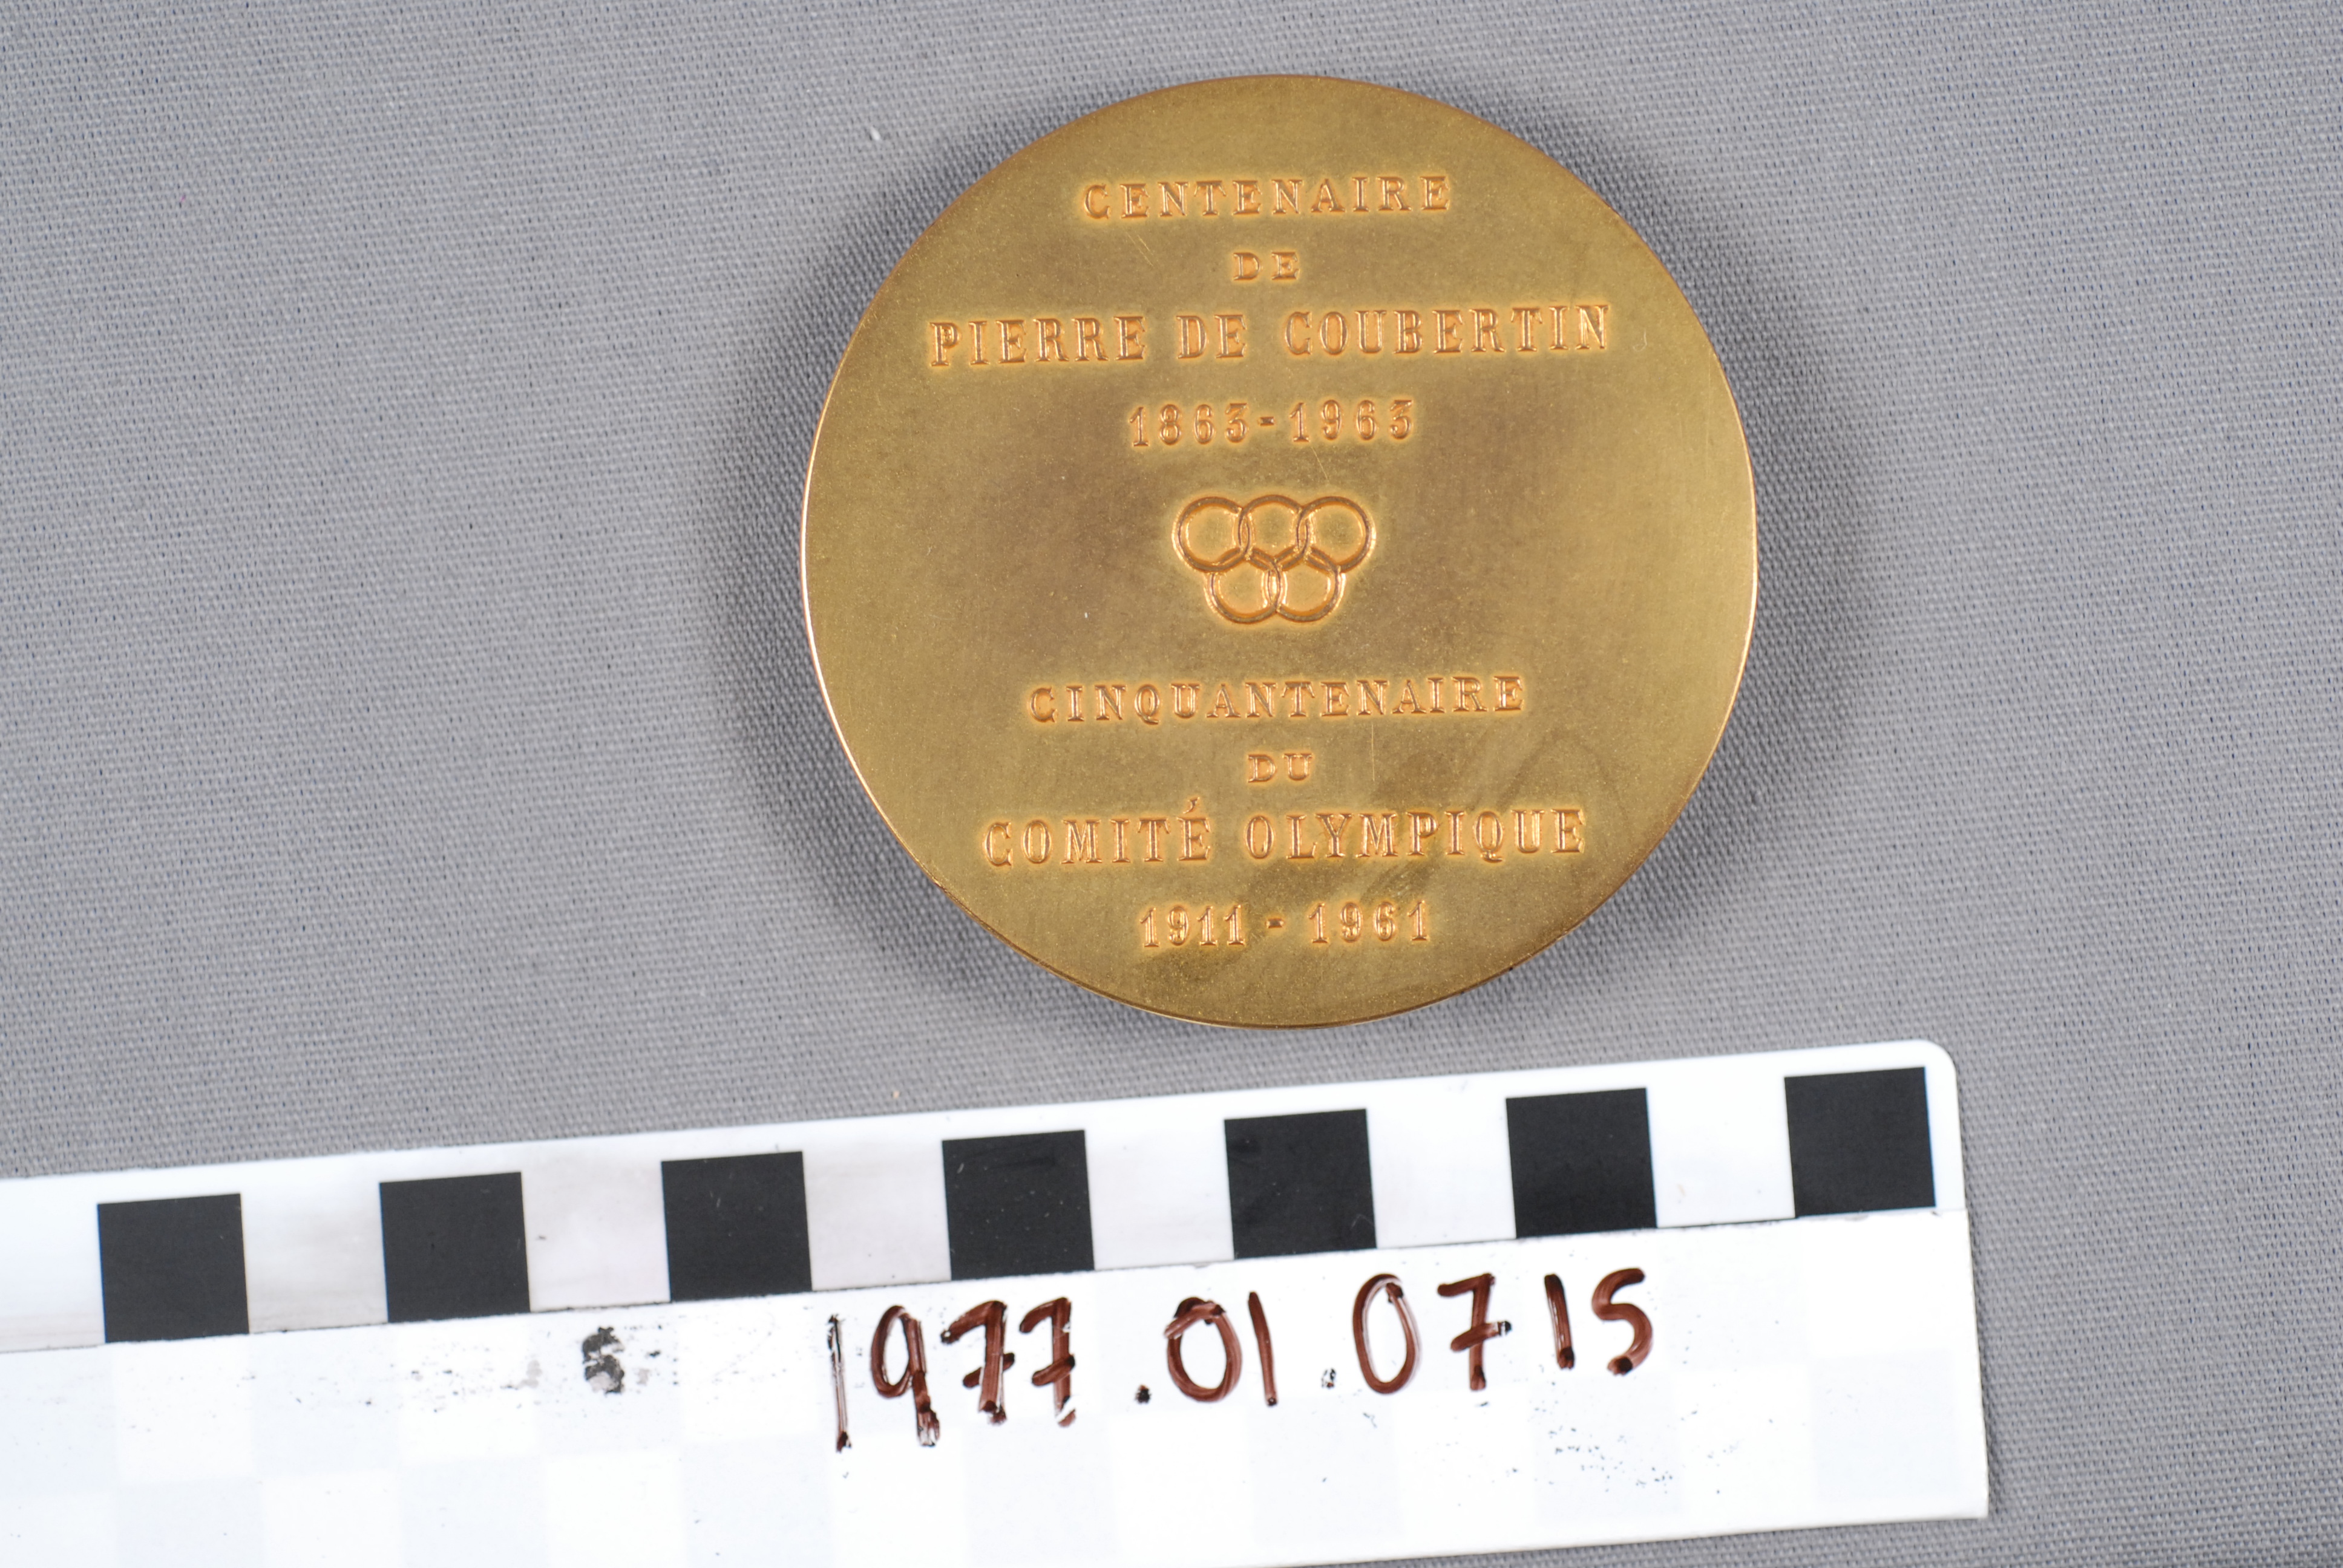 CENTENAIRE
DE
PIERRE DE COUBERTIN
1863-1963
CINQUANTENAIRE
DU
COMITÉ OLYMPIQUE
1911 - 1961
1977.01.0715